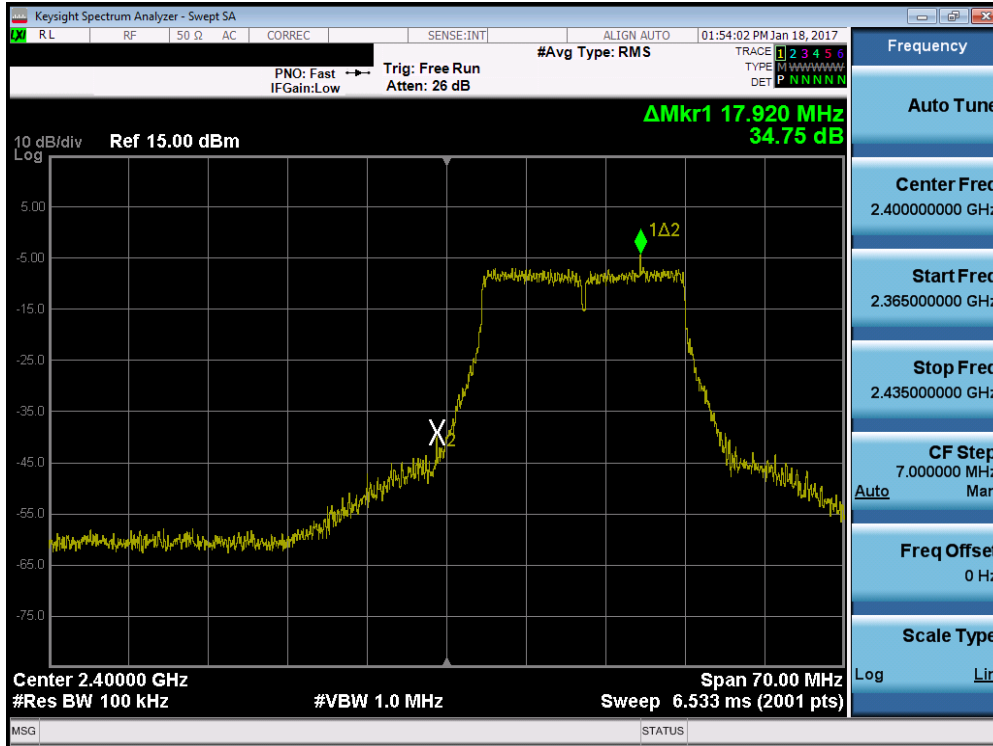 Keysight Spectrum Analyzer - Swept SA
LXI RL RF 50 Ω AC CORREC SENSE:INT ALIGN AUTO 01:54:02 PM Jan 18, 2017
PNO: Fast
IFGain:Low
Trig: Free Run
Atten: 26 dB
#Avg Type: RMS
TRACE 1 2 3 4 5 6
TYPE M WWWWW
DET P N N N N N
ΔMkr1 17.920 MHz
34.75 dB
10 dB/div Ref 15.00 dBm
Log
5.00
-5.00
-15.0
-25.0
-35.0
-45.0
-55.0
-65.0
-75.0
1Δ2
X2
Center 2.40000 GHz
#Res BW 100 kHz
#VBW 1.0 MHz
Span 70.00 MHz
Sweep 6.533 ms (2001 pts)
MSG STATUS
Frequency
Auto Tune
Center Freq
2.400000000 GHz
Start Freq
2.365000000 GHz
Stop Freq
2.435000000 GHz
CF Step
7.000000 MHz
Auto Man
Freq Offset
0 Hz
Scale Type
Log Lin